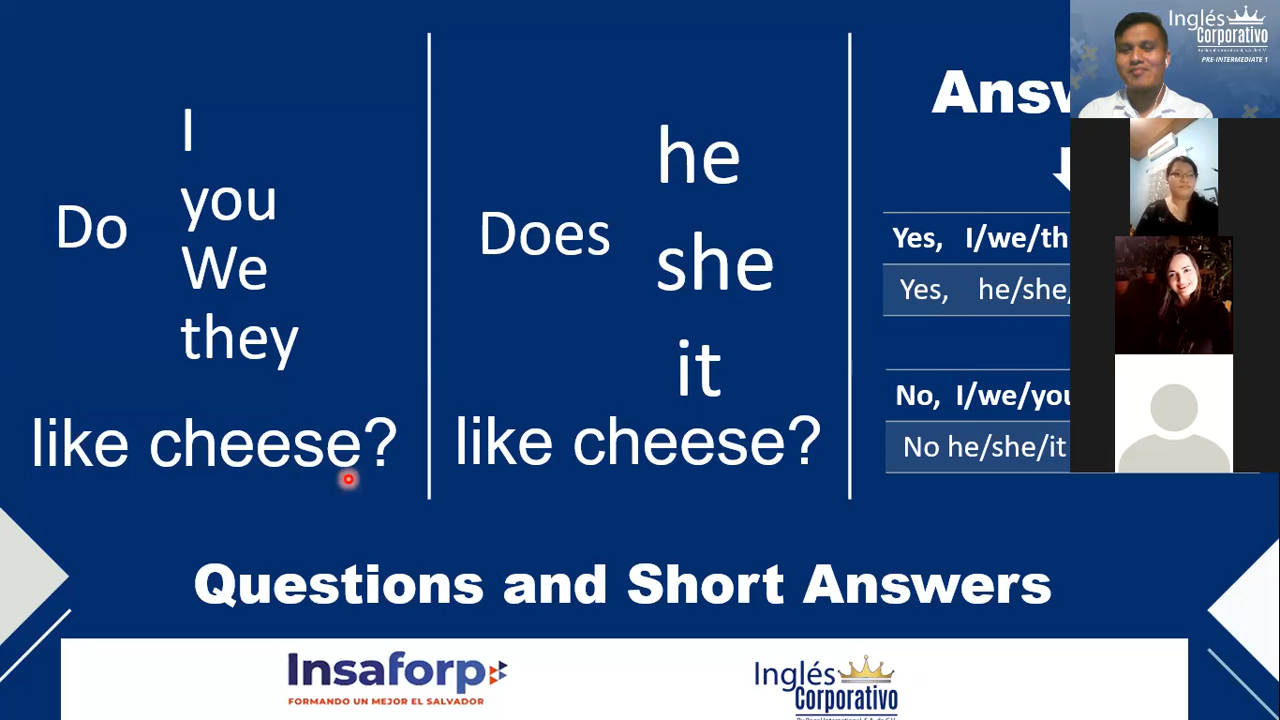 I
you
Do
We
they
like cheese?
he
Does
she
it
like cheese?
Yes, I/we/th
Yes, he/she/
No, I/we/you
No he/she/it
Questions and Short Answers
Insaforp
FORMANDO UN MEJOR EL SALVADOR
Inglés
Corporativo
Inglés
Corporativo
PRE-INTERMEDIATE 1